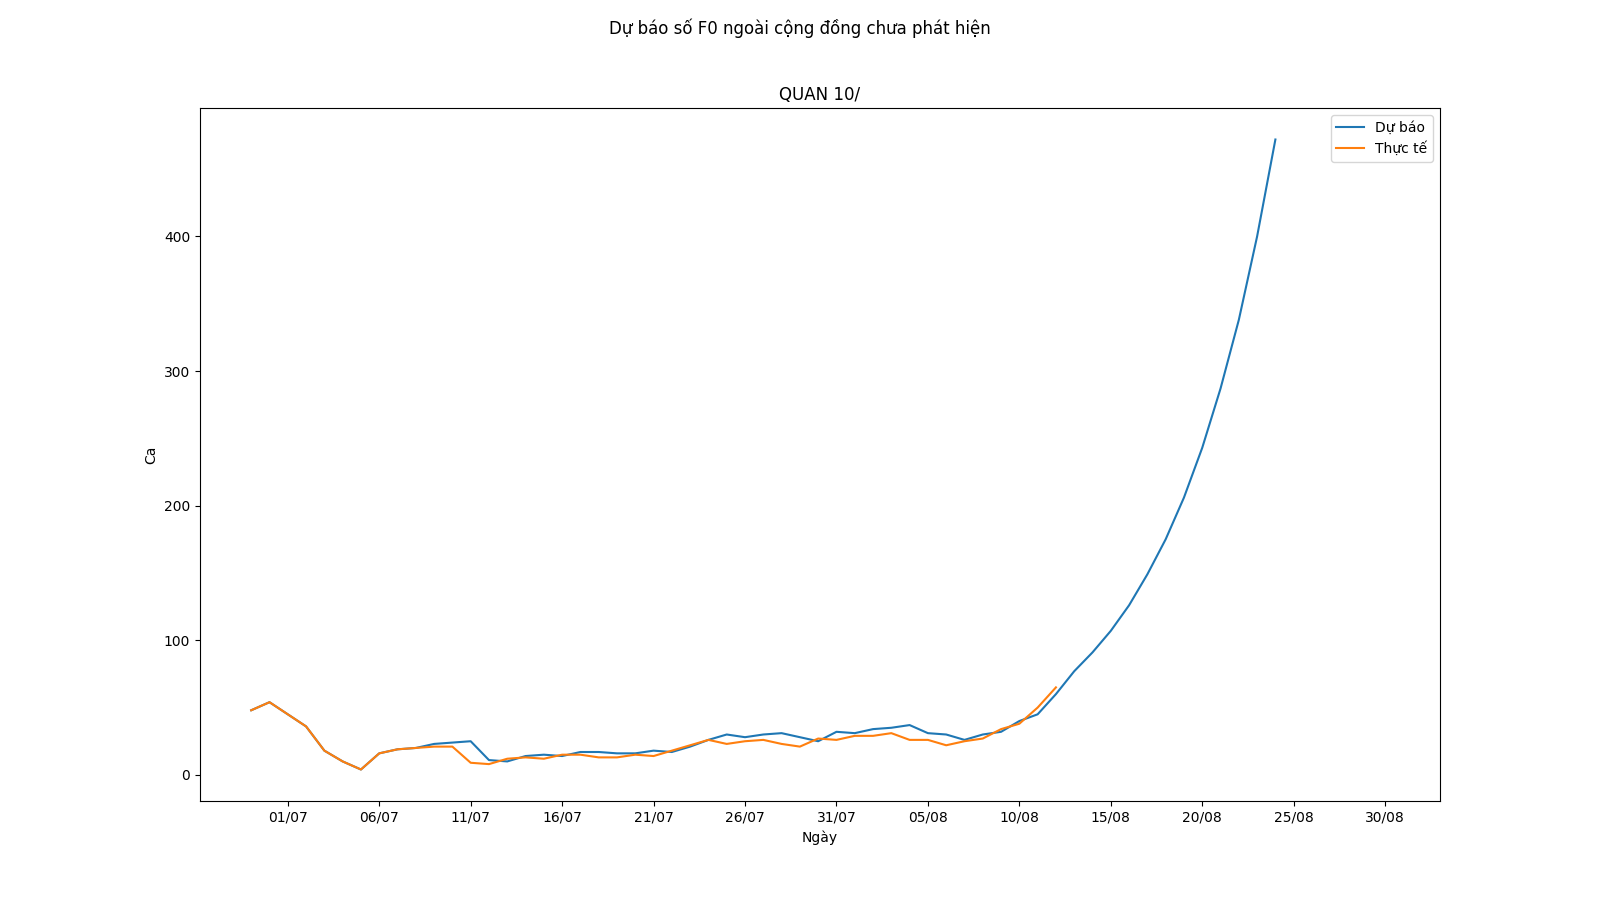 Dự báo số F0 ngoài cộng đồng chưa phát hiện
QUAN 10/
Dự báo
Thực tế
400
300
200
100
0
Ca
01/07 06/07 11/07 16/07 21/07 26/07 31/07 05/08 10/08 15/08 20/08 25/08 30/08
Ngày